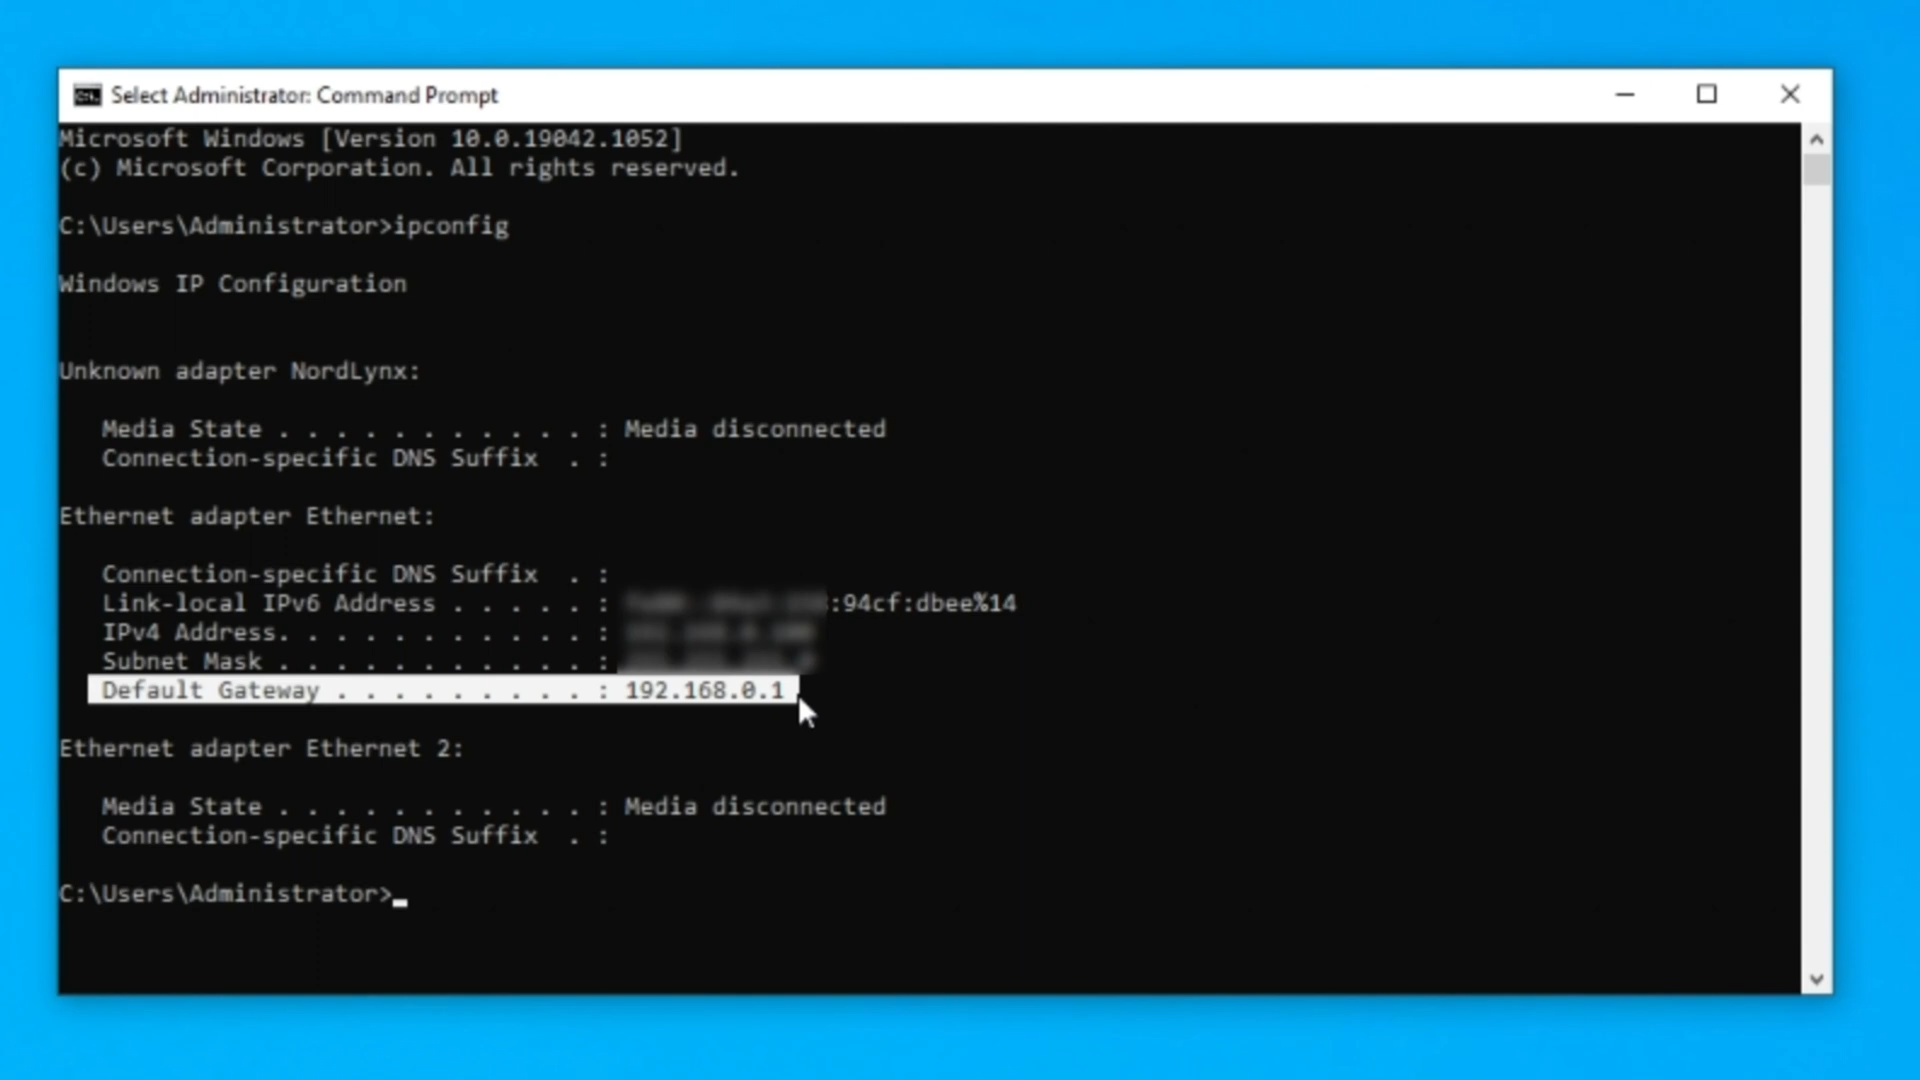 Select Administrator: Command Prompt
Microsoft Windows [Version 10.0.19042.1052]
(c) Microsoft Corporation. All rights reserved.
C:\Users\Administrator>ipconfig
Windows IP Configuration
Unknown adapter NordLynx:
Media State . . . . . . . . . . . : Media disconnected
Connection-specific DNS Suffix  . :
Ethernet adapter Ethernet:
Connection-specific DNS Suffix  . :
Link-local IPv6 Address . . . . . : :94cf:dbee%14
IPv4 Address. . . . . . . . . . . :
Subnet Mask . . . . . . . . . . . :
Default Gateway . . . . . . . . . : 192.168.0.1
Ethernet adapter Ethernet 2:
Media State . . . . . . . . . . . : Media disconnected
Connection-specific DNS Suffix  . :
C:\Users\Administrator>